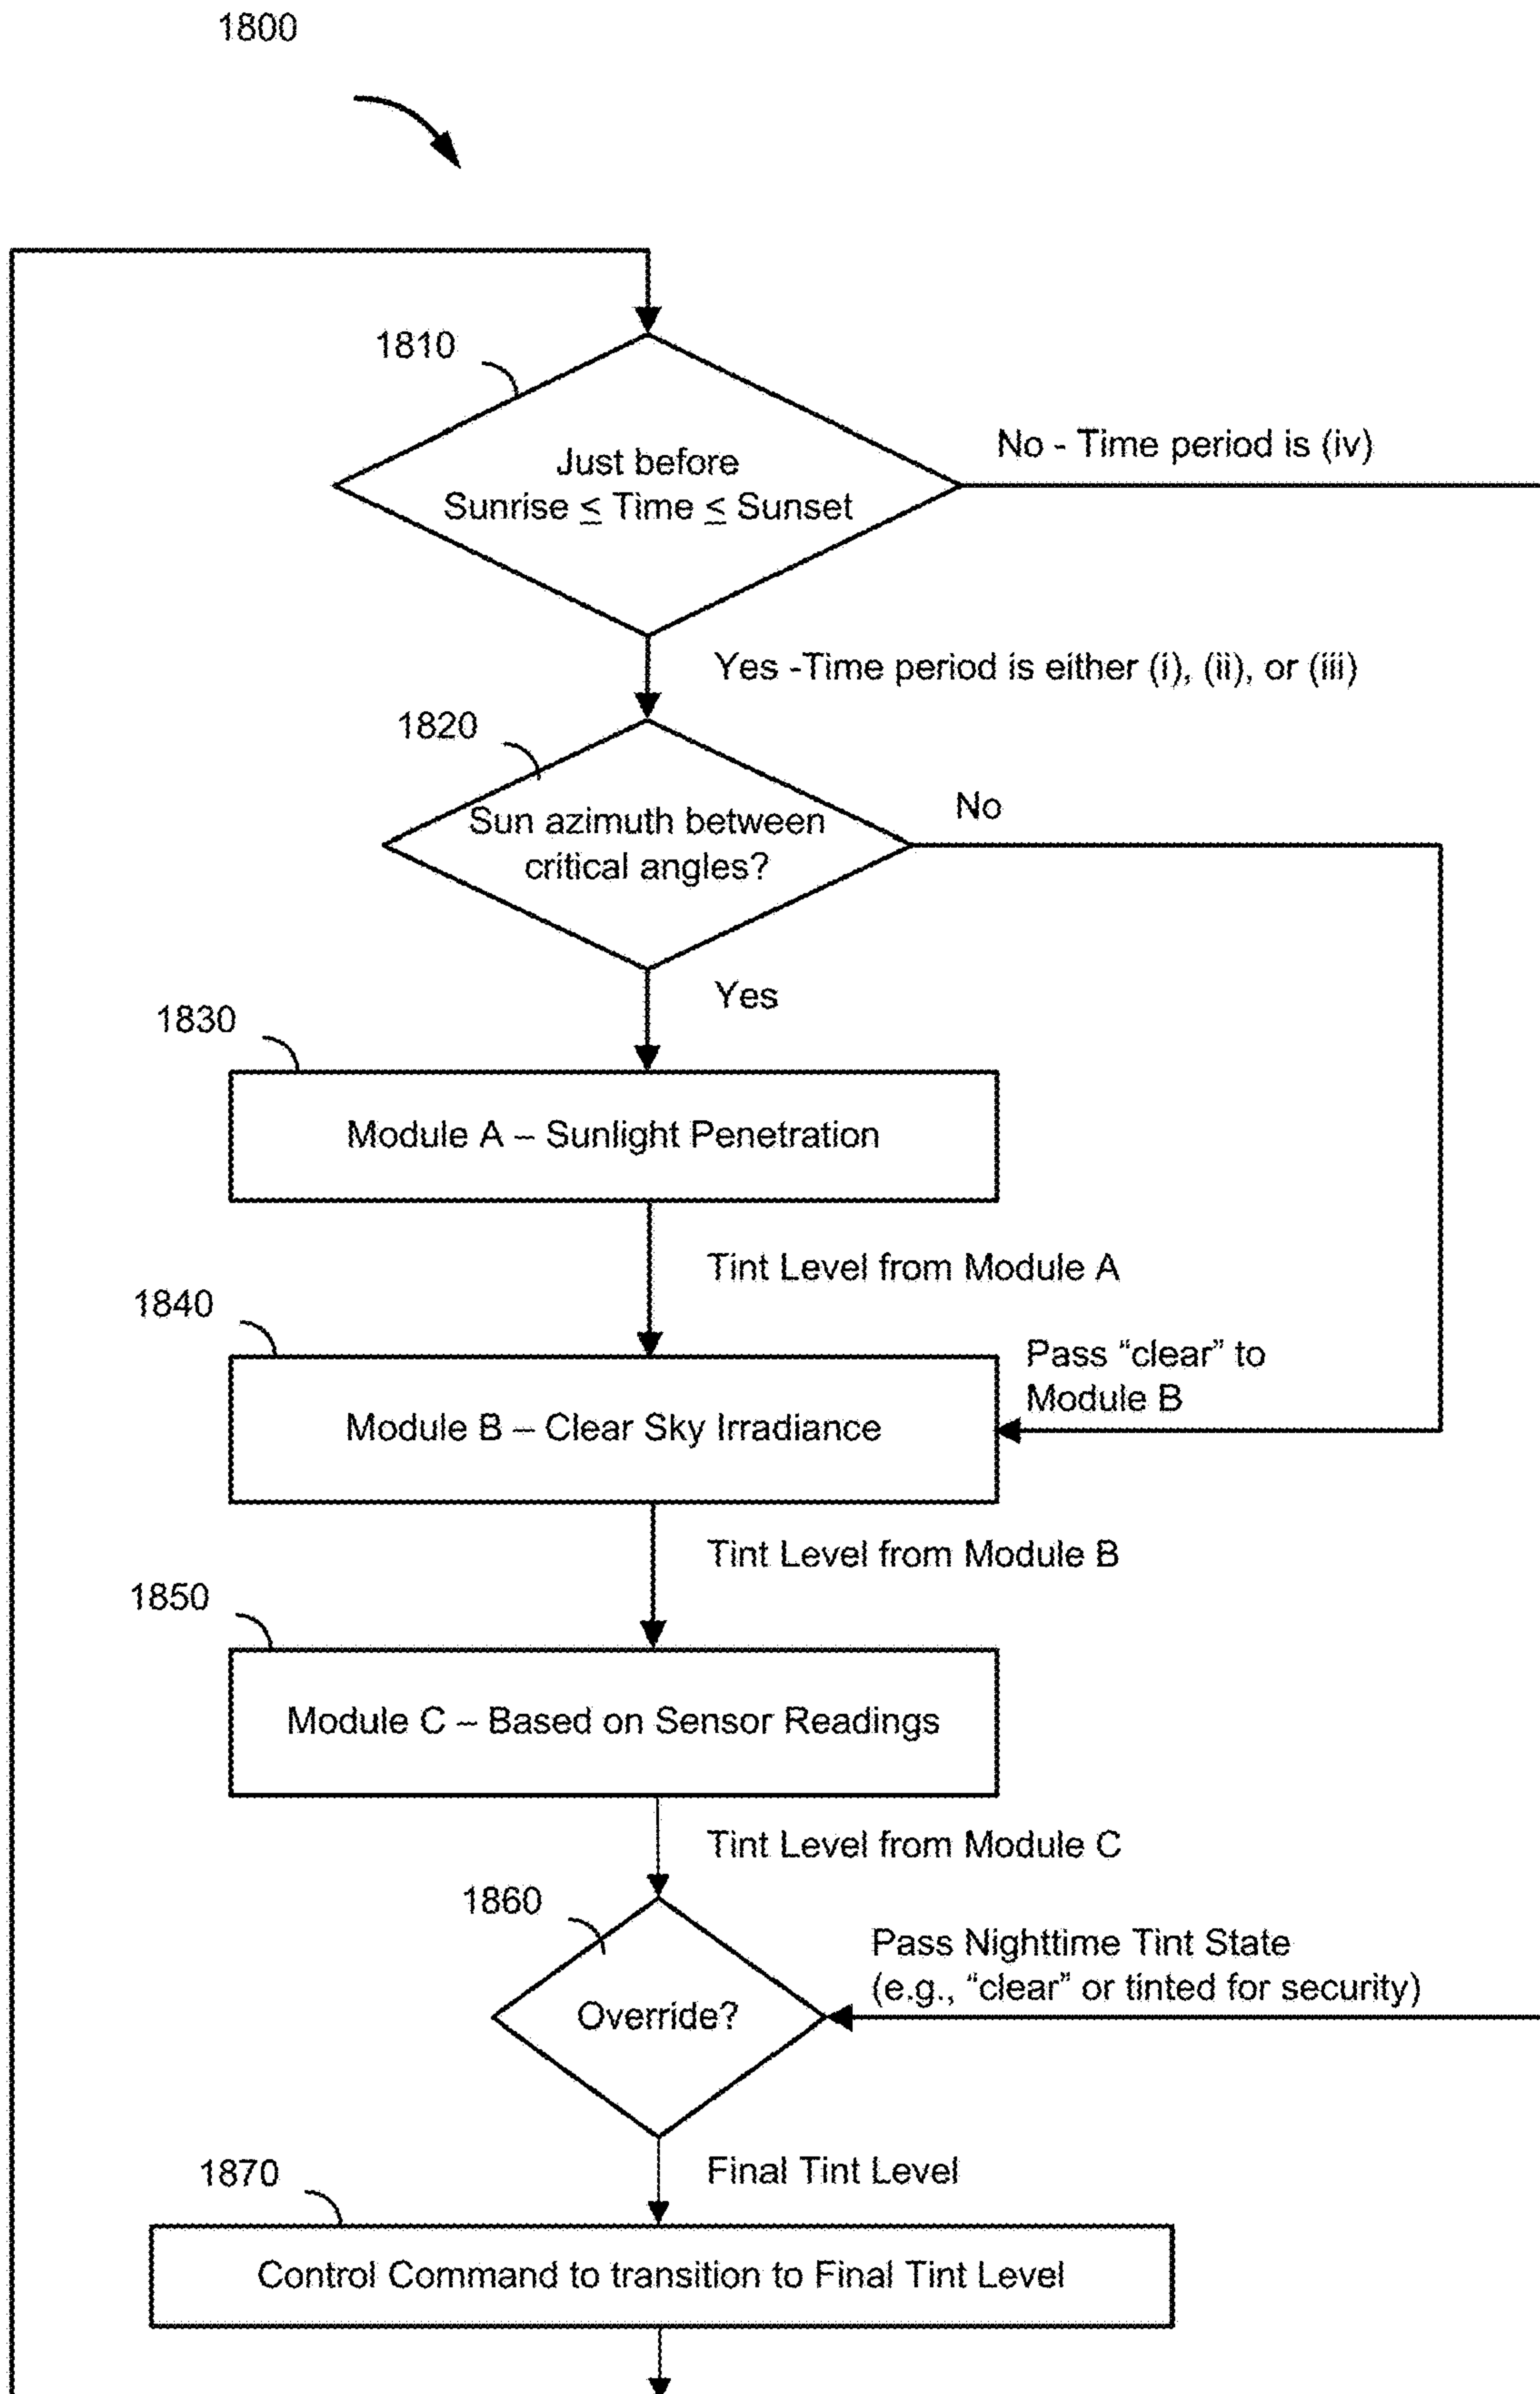 1800
1810
Just before
Sunrise ≤ Time ≤ Sunset
No - Time period is (iv)
Yes -Time period is either (i), (ii), or (iii)
1820
Sun azimuth between
critical angles?
No
Yes
1830
Module A – Sunlight Penetration
Tint Level from Module A
1840
Pass “clear” to
Module B
Module B – Clear Sky Irradiance
Tint Level from Module B
1850
Module C – Based on Sensor Readings
Tint Level from Module C
1860
Override?
Pass Nighttime Tint State
(e.g., “clear” or tinted for security)
Final Tint Level
1870
Control Command to transition to Final Tint Level